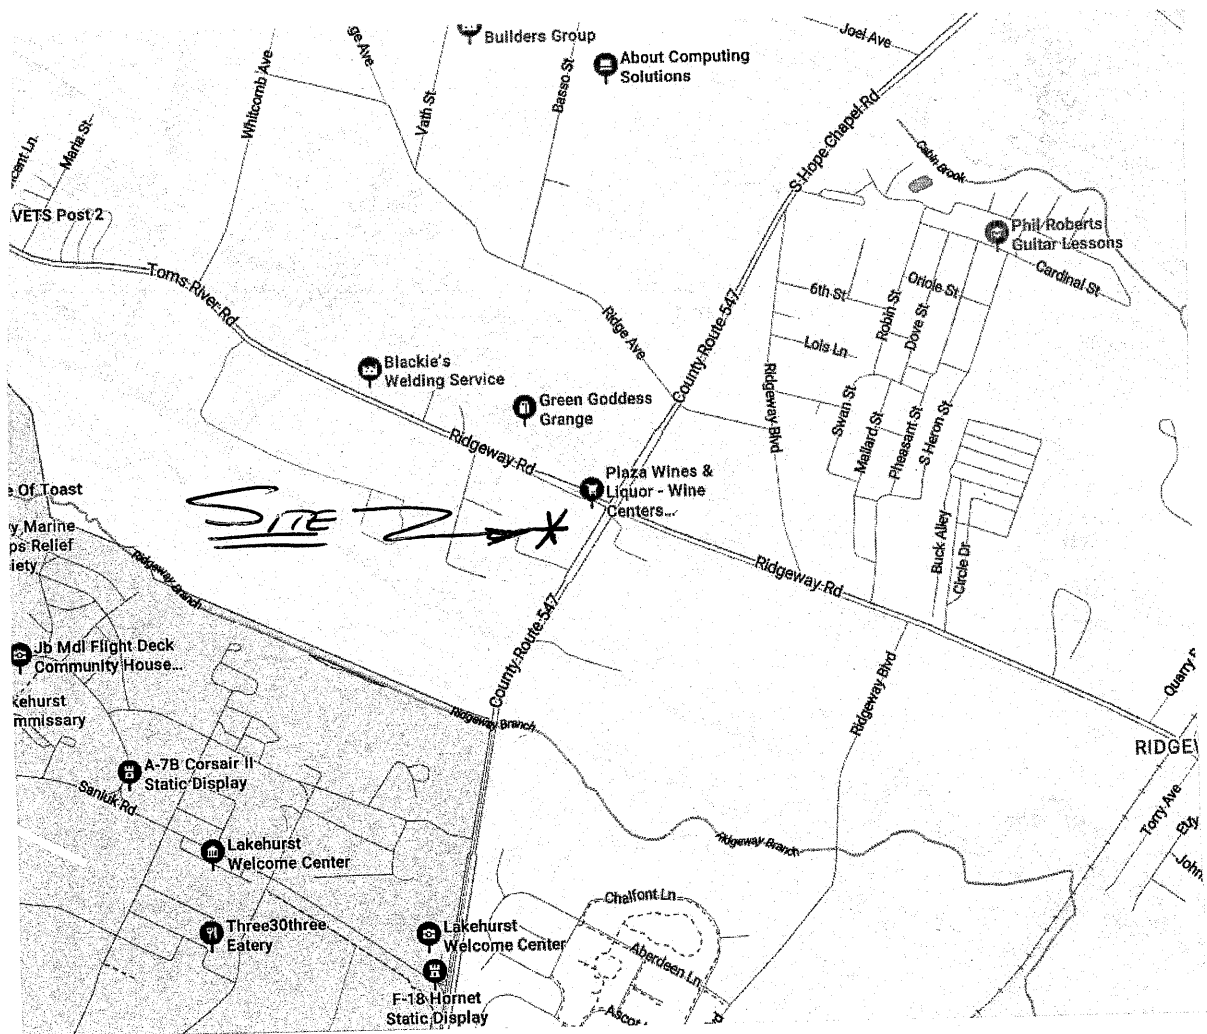 Builders Group
About Computing
Solutions
Joel Ave
Whitcomb Ave
ge Ave
Vath St
Basso St
S Hope Chapel Rd
Maria St
cent Ln
Cabin Brook
VETS Post 2
Phil Roberts
Guitar Lessons
Cardinal St
Toms River Rd
6th St
Robin St
Oriole St
Dove St
Ridge Ave
County Route 547
Lois Ln
Blackie's
Welding Service
Ridgeway Blvd
Green Goddess
Grange
Swan St
Mallard St
Pheasant St
S Heron St
Ridgeway Rd
Plaza Wines &
Liquor - Wine
Centers...
e Of Toast
SITE
y Marine
ps Relief
iety
Ridgeway Branch
Buck Alley
Circle Dr
Ridgeway Rd
County Route 547
Jb Mdl Flight Deck
Community House...
Ridgeway Blvd
Quarry R
kehurst
mmissary
Ridgeway Branch
RIDGEW
A-7B Corsair II
Static Display
Saniuk Rd
Torry Ave
Ridgeway Branch
Lakehurst
Welcome Center
John
Chalfont Ln
Three30three
Eatery
Lakehurst
Welcome Center
Aberdeen Ln
F-18 Hornet
Static Display
Ascot